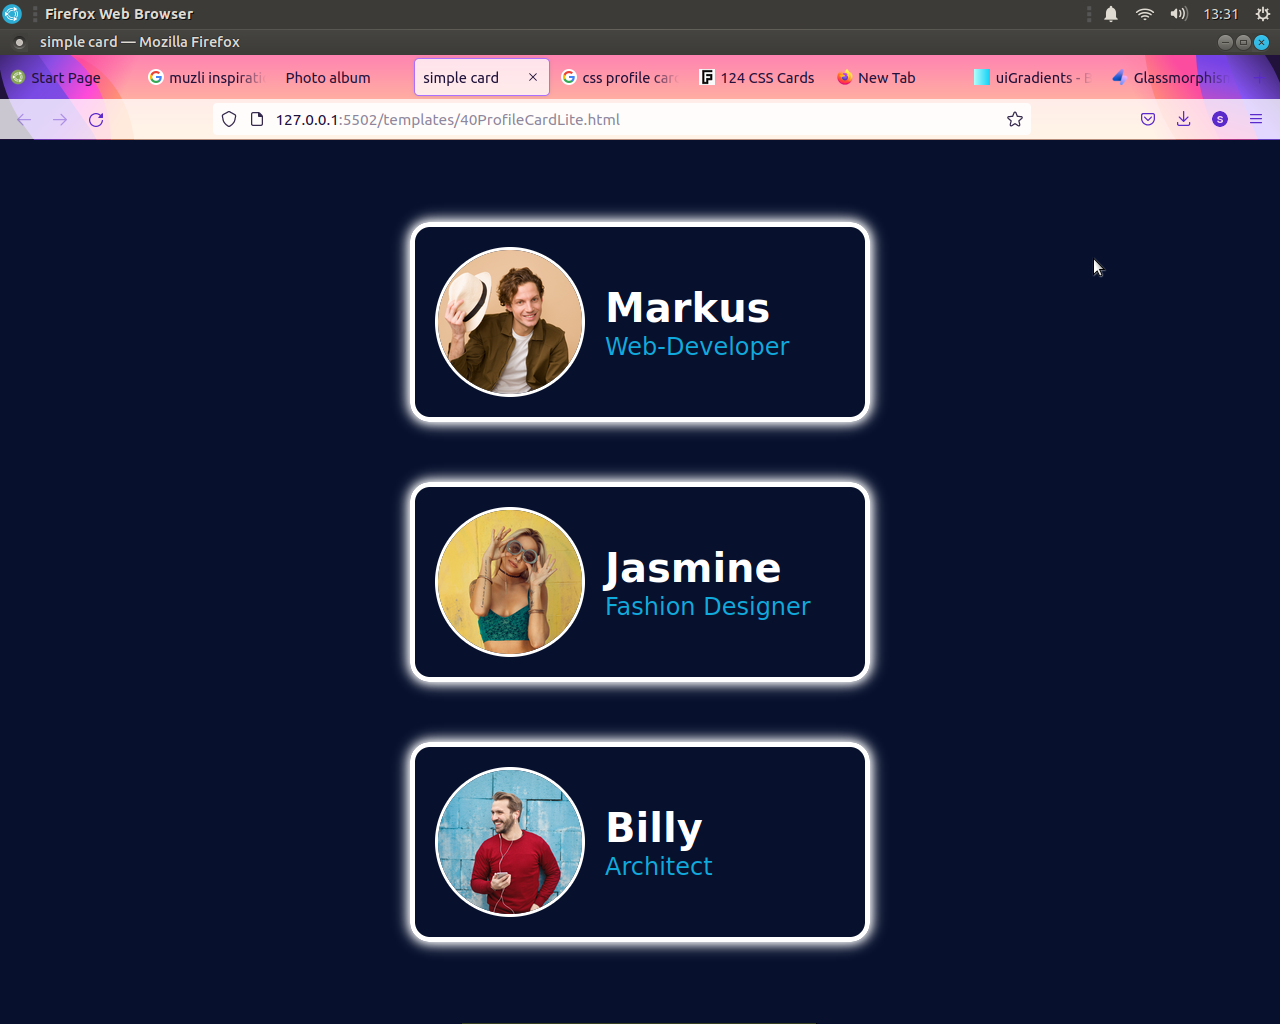 Firefox Web Browser
13:31
simple card — Mozilla Firefox
Start Page
muzli inspirati
Photo album
simple card
css profile car
124 CSS Cards
New Tab
uiGradients - B
Glassmorphism
127.0.0.1:5502/templates/40ProfileCardLite.html
S
Markus
Web-Developer
Jasmine
Fashion Designer
Billy
Architect